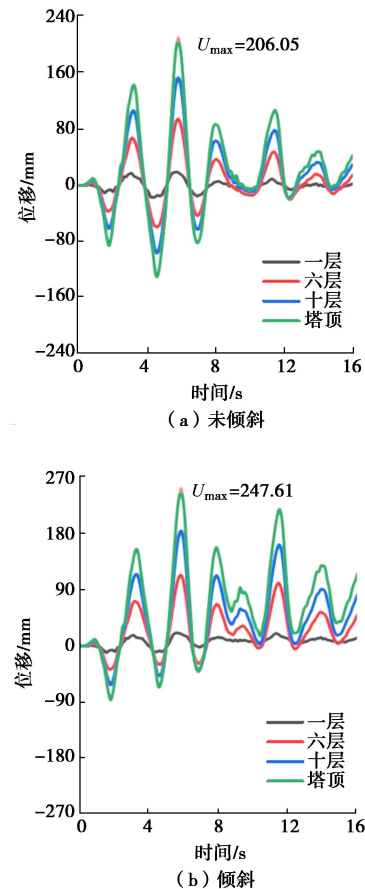 240
160
80
0
-80
-160
-240
位移/mm
Umax=206.05
一层
六层
十层
塔顶
0 4 8 12 16
时间/s
(a)未倾斜
270
180
90
0
-90
-180
-270
位移/mm
Umax=247.61
一层
六层
十层
塔顶
0 4 8 12 16
时间/s
(b)倾斜